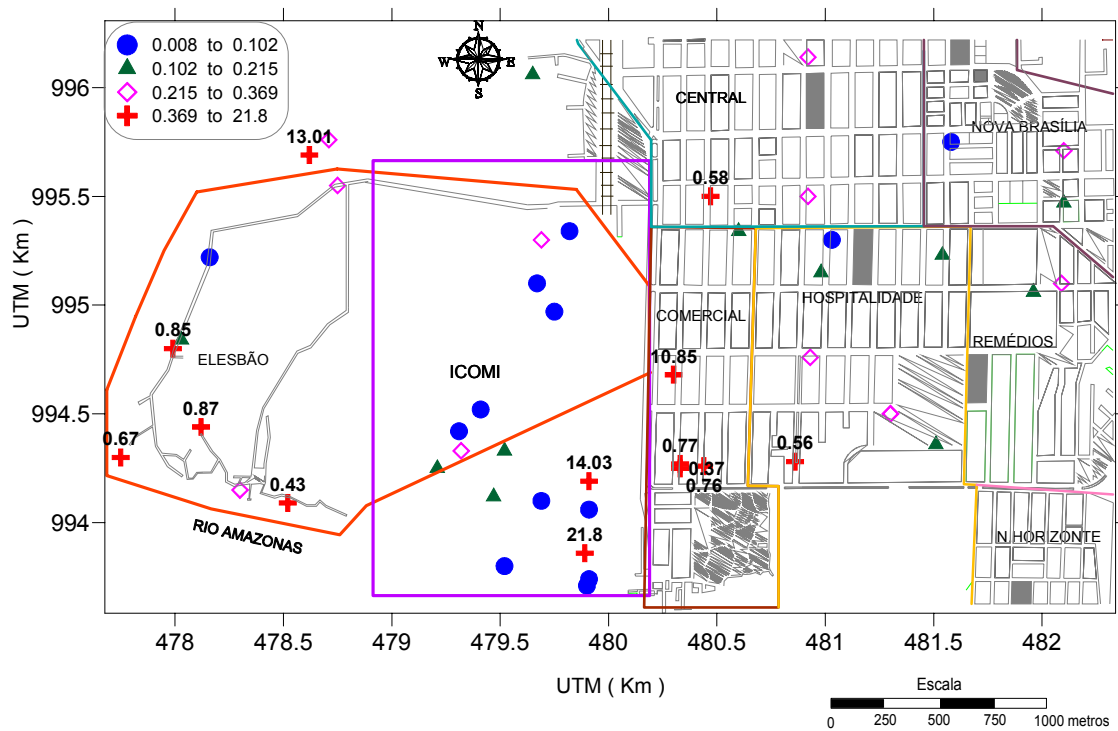 0.008 to 0.102
0.102 to 0.215
0.215 to 0.369
0.369 to 21.8
N
W E
S
UTM ( Km )
996
995.5
995
994.5
994
CENTRAL
NOVA BRASÍLIA
13.01
0.58
HOSPITALIDADE
COMERCIAL
0.85
ELESBÃO
REMÉDIOS
ICOMI
10.85
0.87
0.67
0.77
0.37
0.76
0.56
14.03
0.43
RIO AMAZONAS
21.8
N.HORIZONTE
478
478.5
479
479.5
480
480.5
481
481.5
482
UTM ( Km )
Escala
0 250 500 750 1000 metros